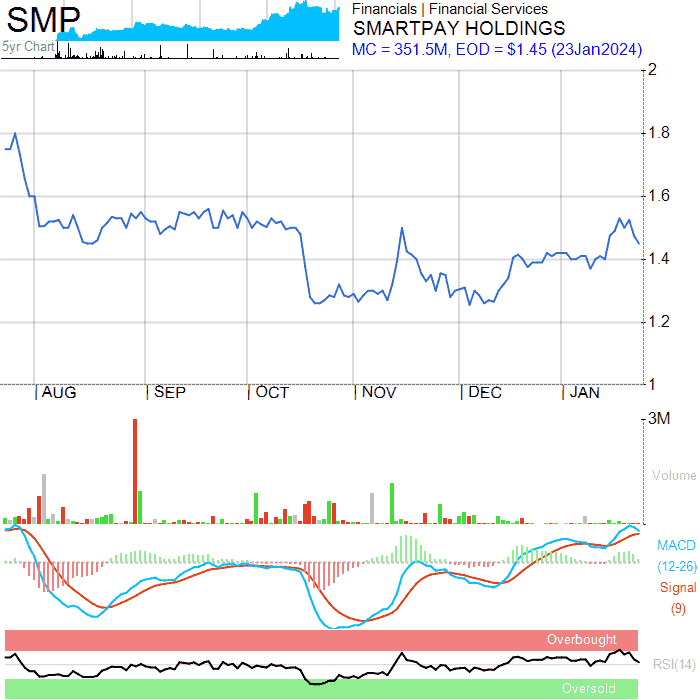 SMP
5yr Chart
Financials | Financial Services
SMARTPAY HOLDINGS
MC = 351.5M, EOD = $1.45 (23Jan2024)
2
1.8
1.6
1.4
1.2
1
AUG SEP OCT NOV DEC JAN
3M
Volume
MACD
(12-26)
Signal
(9)
Overbought
RSI(14)
Oversold